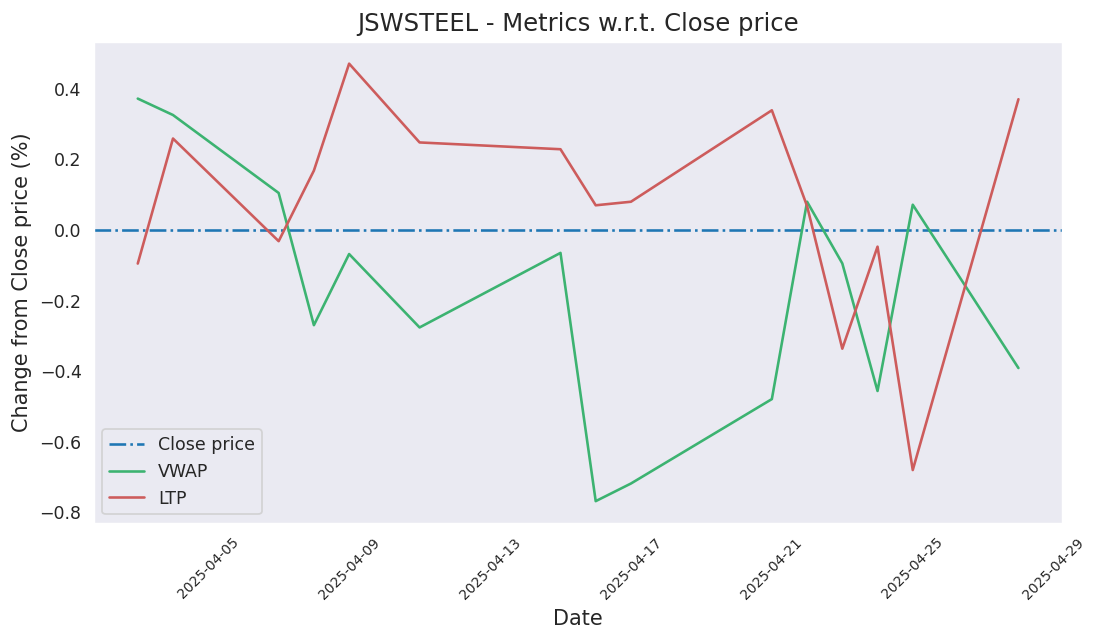 JSWSTEEL - Metrics w.r.t. Close price
Change from Close price (%)
0.4
0.2
0.0
−0.2
−0.4
−0.6
−0.8
Close price
VWAP
LTP
2025-04-05
2025-04-09
2025-04-13
2025-04-17
2025-04-21
2025-04-25
2025-04-29
Date